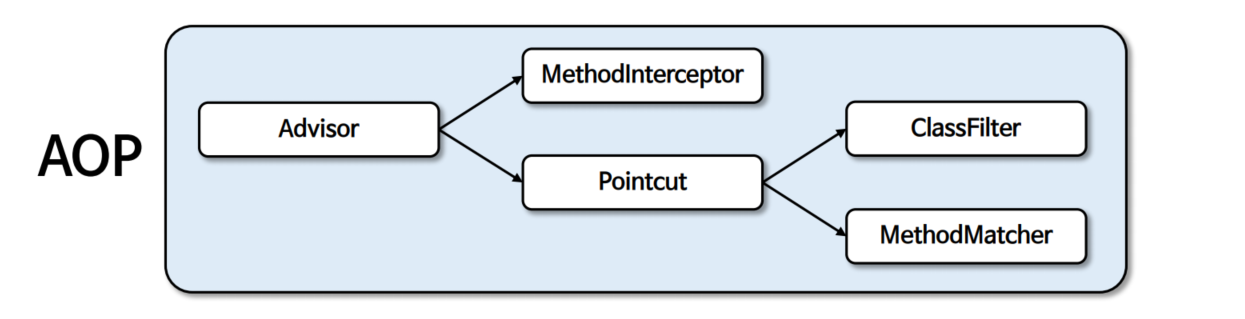 AOP
Advisor
MethodInterceptor
Pointcut
ClassFilter
MethodMatcher